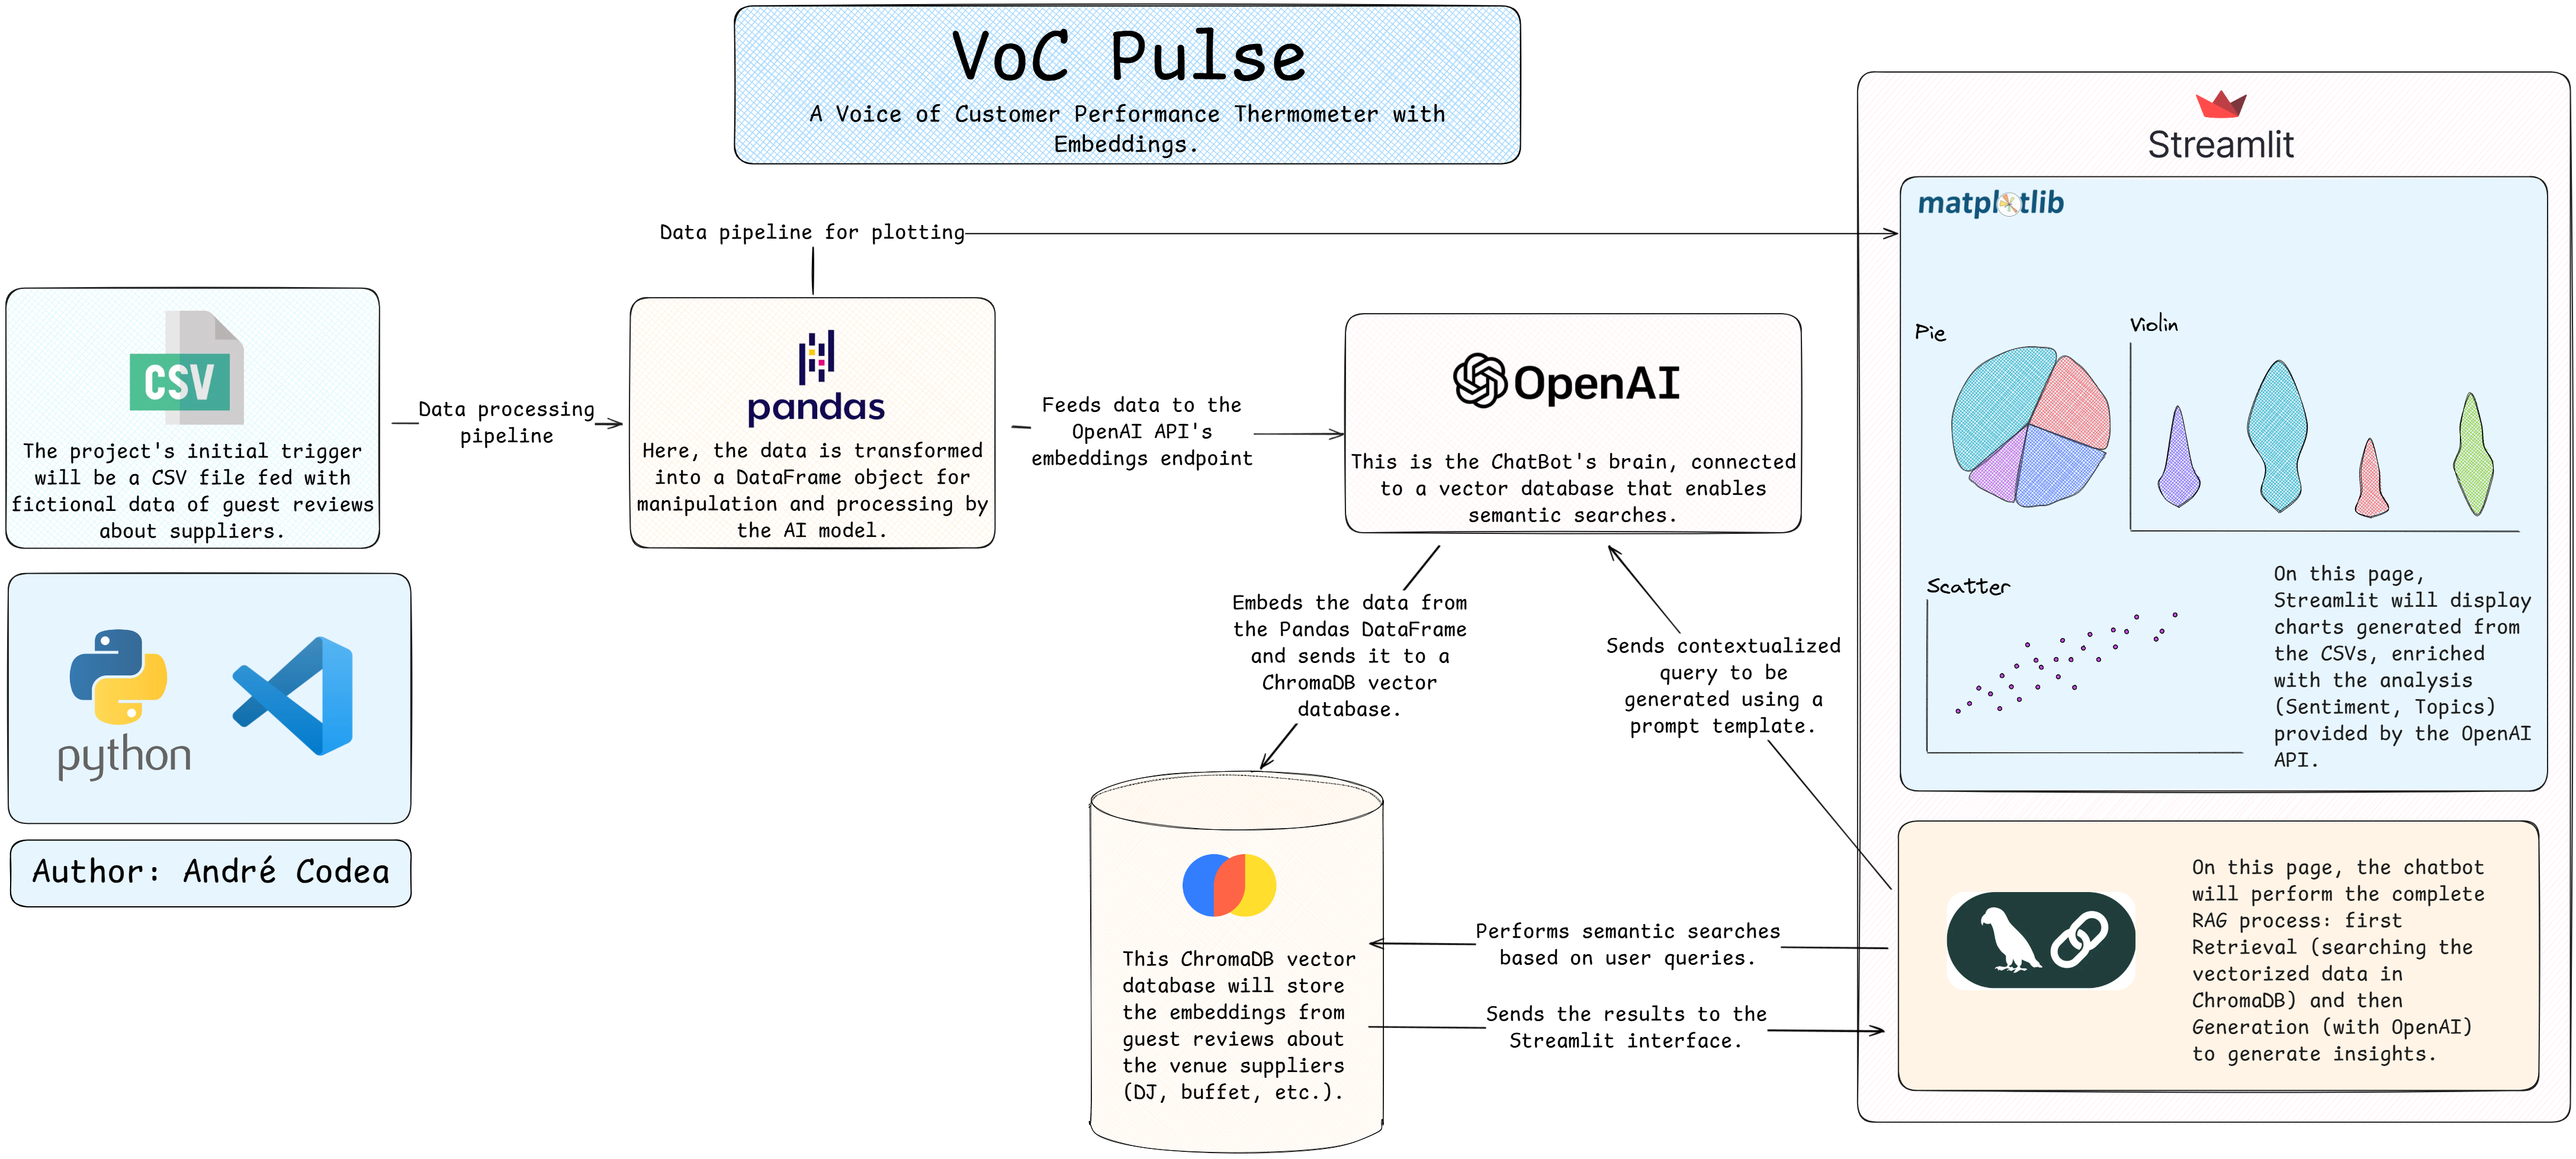 VoC Pulse
A Voice of Customer Performance Thermometer with
Embeddings.
Streamlit
matplotlib
Data pipeline for plotting
CSV
The project's initial trigger
will be a CSV file fed with
fictional data of guest reviews
about suppliers.
Data processing
pipeline
pandas
Here, the data is transformed
into a DataFrame object for
manipulation and processing by
the AI model.
Feeds data to the
OpenAI API's
embeddings endpoint
OpenAI
This is the ChatBot's brain, connected
to a vector database that enables
semantic searches.
Pie
Violin
Scatter
On this page,
Streamlit will display
charts generated from
the CSVs, enriched
with the analysis
(Sentiment, Topics)
provided by the OpenAI
API.
python
Author: André Codea
Embeds the data from
the Pandas DataFrame
and sends it to a
ChromaDB vector
database.
Sends contextualized
query to be
generated using a
prompt template.
This ChromaDB vector
database will store
the embeddings from
guest reviews about
the venue suppliers
(DJ, buffet, etc.).
Performs semantic searches
based on user queries.
Sends the results to the
Streamlit interface.
On this page, the chatbot
will perform the complete
RAG process: first
Retrieval (searching the
vectorized data in
ChromaDB) and then
Generation (with OpenAI)
to generate insights.